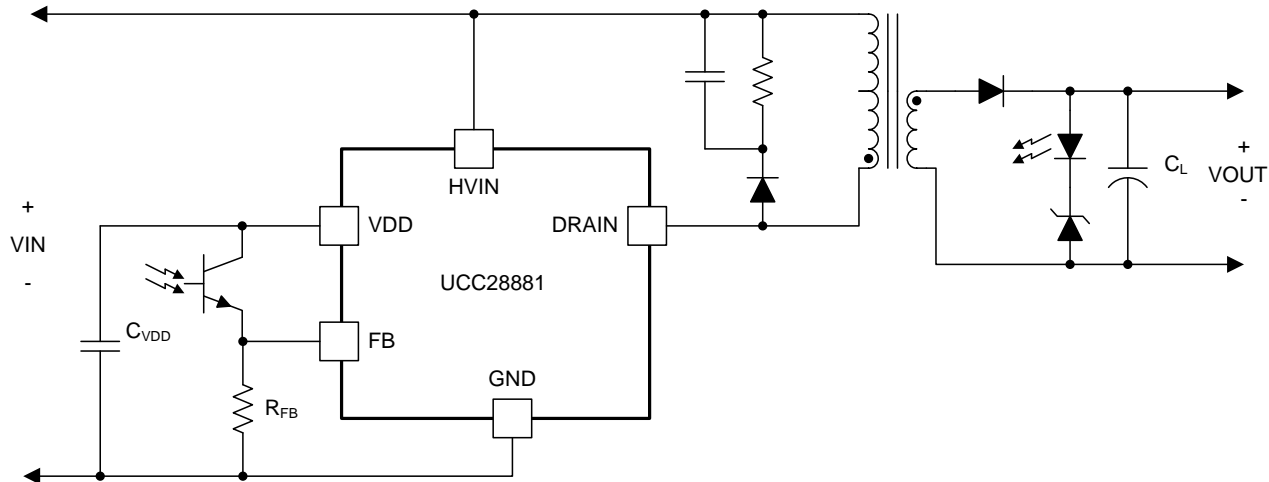 HVIN
+
VIN
-
VDD
DRAIN
UCC28881
FB
GND
CVDD
RFB
CL
+
VOUT
-